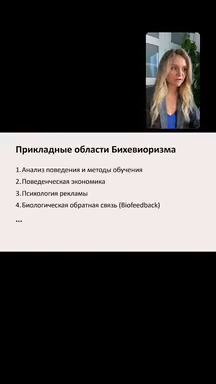 Прикладные области Бихевиоризма
1.Анализ поведения и методы обучения
2.Поведенческая экономика
3.Психология рекламы
4.Биологическая обратная связь (Biofeedback)
...